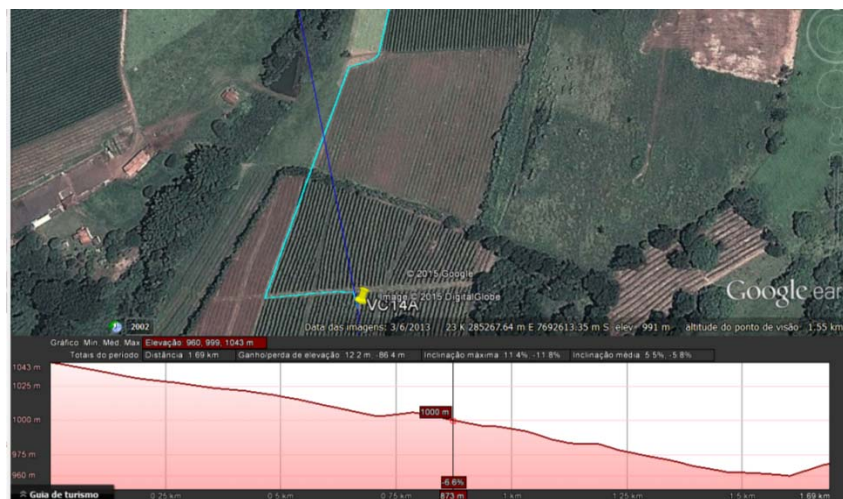 © 2015 Google
VC14A
Image © 2015 DigitalGlobe
Google ear
2002
Data das imagens: 3/6/2013 23 K 285267.64 m E 7692613.35 m S elev 991 m altitude do ponto de visão 1.55 km
Gráfico Mín. Méd. Max Elevação: 960, 999, 1043 m
Totais do período Distância: 1.69 km Ganho/perda de elevação: 12.2 m, -86.4 m Inclinação máxima: 11.4%, -11.8% Inclinação média: 5.5%, -5.8%
1043 m
1025 m
1000 m
1000 m
975 m
960 m
-6.6%
Guia de turismo
0.25 km 0.5 km 0.75 km 873 m 1 km 1.25 km 1.5 km 1.69 km